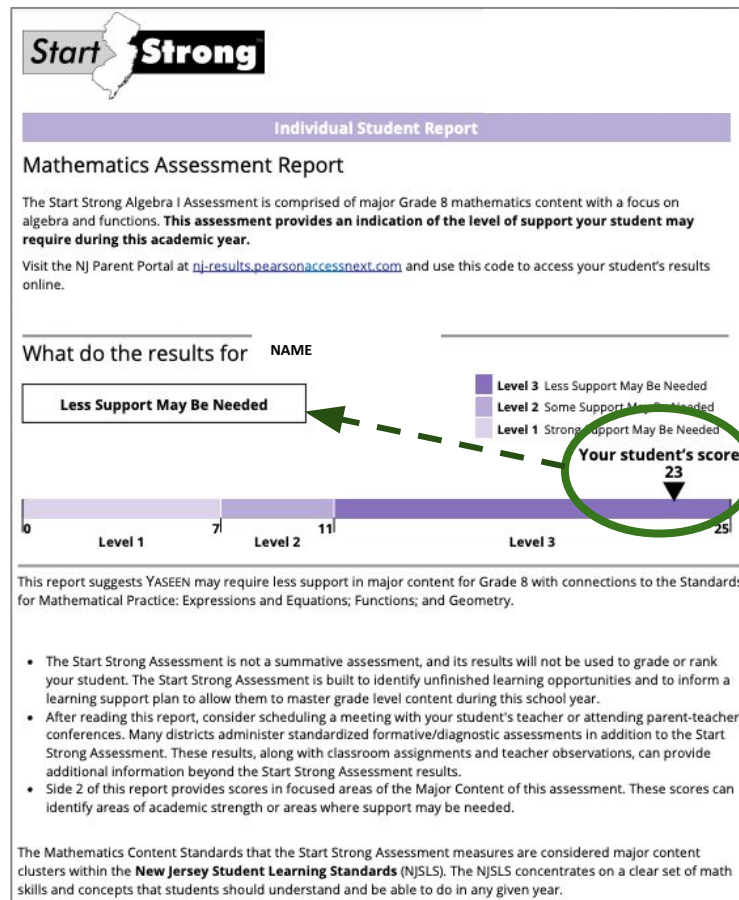 Start Strong
Individual Student Report
Mathematics Assessment Report
The Start Strong Algebra I Assessment is comprised of major Grade 8 mathematics content with a focus on
algebra and functions. This assessment provides an indication of the level of support your student may
require during this academic year.
Visit the NJ Parent Portal at nj-results.pearsonaccessnext.com and use this code to access your student's results
online.
What do the results for NAME
Less Support May Be Needed
Level 3 Less Support May Be Needed
Level 2 Some Support May Be Needed
Level 1 Strong Support May Be Needed
Your student's score
23
0 7 11 25
Level 1 Level 2 Level 3
This report suggests YASEEN may require less support in major content for Grade 8 with connections to the Standards
for Mathematical Practice: Expressions and Equations; Functions; and Geometry.
• The Start Strong Assessment is not a summative assessment, and its results will not be used to grade or rank
your student. The Start Strong Assessment is built to identify unfinished learning opportunities and to inform a
learning support plan to allow them to master grade level content during this school year.
• After reading this report, consider scheduling a meeting with your student's teacher or attending parent-teacher
conferences. Many districts administer standardized formative/diagnostic assessments in addition to the Start
Strong Assessment. These results, along with classroom assignments and teacher observations, can provide
additional information beyond the Start Strong Assessment results.
• Side 2 of this report provides scores in focused areas of the Major Content of this assessment. These scores can
identify areas of academic strength or areas where support may be needed.
The Mathematics Content Standards that the Start Strong Assessment measures are considered major content
clusters within the New Jersey Student Learning Standards (NJSLS). The NJSLS concentrates on a clear set of math
skills and concepts that students should understand and be able to do in any given year.